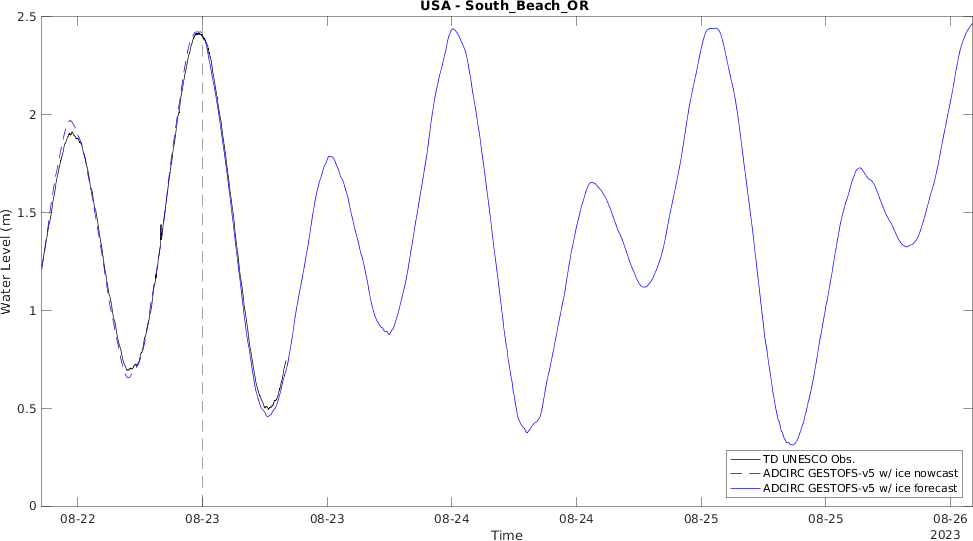 USA - South_Beach_OR
Water Level (m)
2.5
2
1.5
1
0.5
0
TD UNESCO Obs.
ADCIRC GESTOFS-v5 w/ ice nowcast
ADCIRC GESTOFS-v5 w/ ice forecast
08-22 08-23 08-23 08-24 08-24 08-25 08-25 08-26
Time
2023